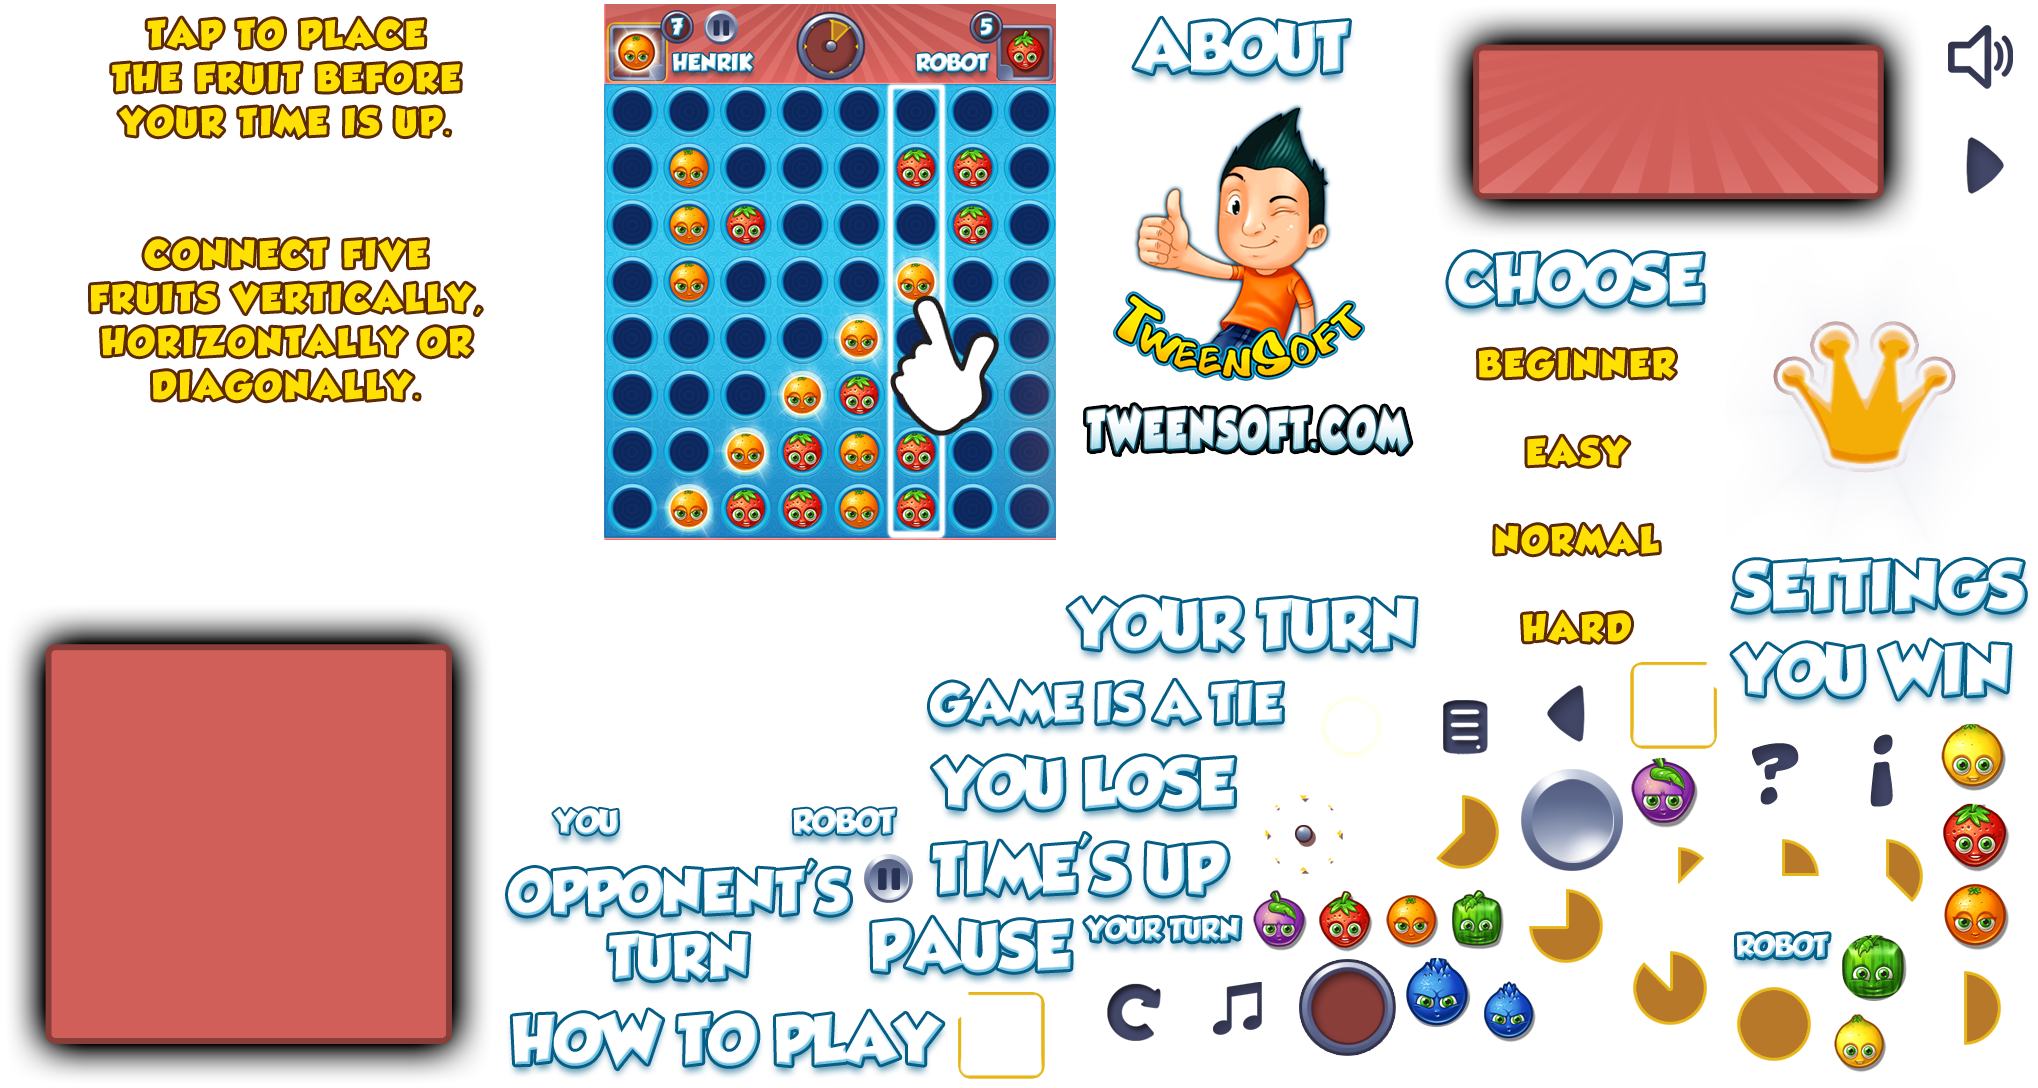 TAP TO PLACE
THE FRUIT BEFORE
YOUR TIME IS UP.
CONNECT FIVE
FRUITS VERTICALLY,
HORIZONTALLY OR
DIAGONALLY.
7
HENRIK
5
ROBOT
ABOUT
TWEENSOFT
TWEENSOFT.COM
CHOOSE
BEGINNER
EASY
NORMAL
HARD
SETTINGS
YOU WIN
YOUR TURN
GAME IS A TIE
YOU LOSE
TIME'S UP
PAUSE
YOUR TURN
YOU
ROBOT
OPPONENT'S
TURN
HOW TO PLAY
?
i
ROBOT